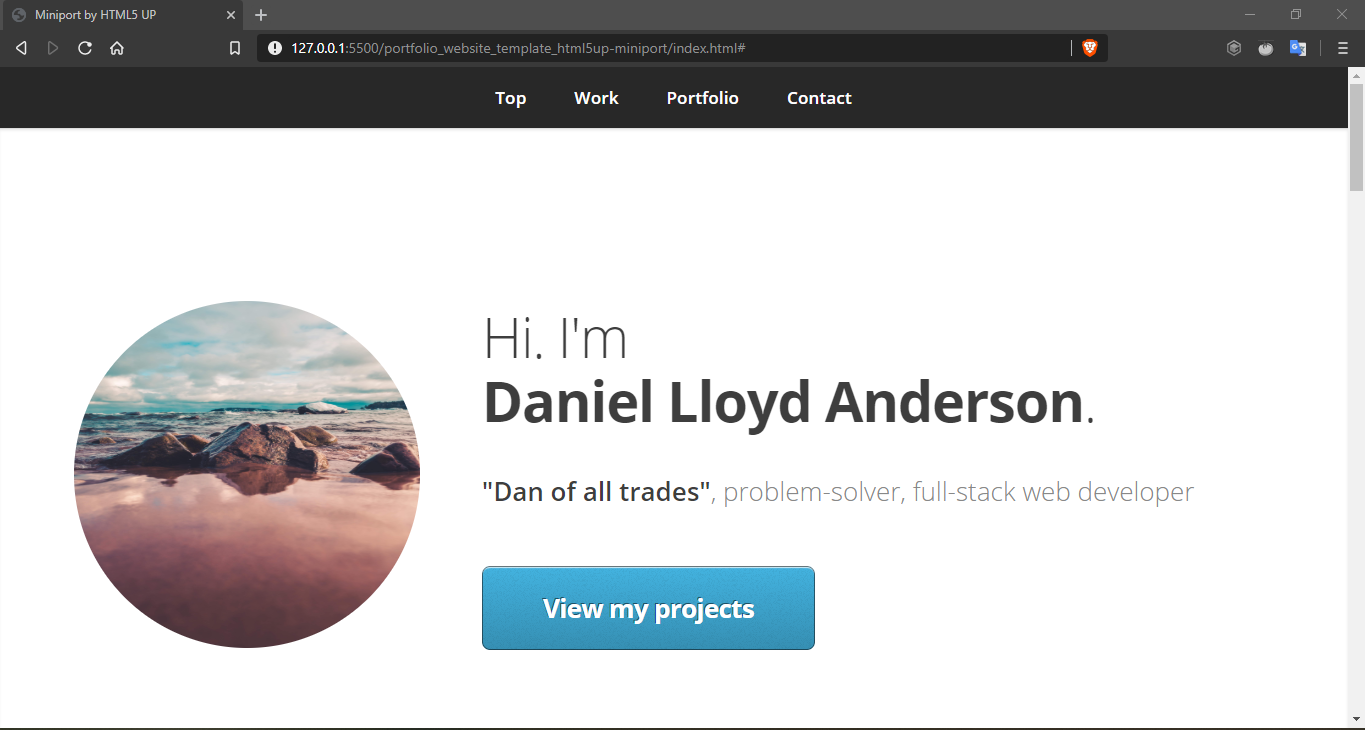 Miniport by HTML5 UP
127.0.0.1:5500/portfolio_website_template_html5up-miniport/index.html#
Top Work Portfolio Contact
Hi. I'm
Daniel Lloyd Anderson.
"Dan of all trades", problem-solver, full-stack web developer
View my projects